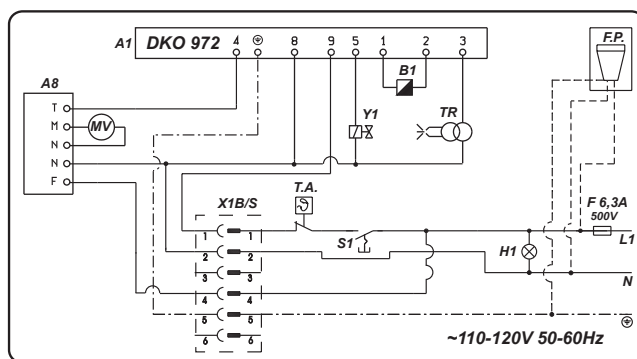 A1 DKO 972 4 8 9 5 1 2 3
F.P.
A8
T
M MV
N
N
F
B1
Y1
TR
X1B/S
T.A.
S1
F 6,3A
500V
L1
H1
N
1 1
2 2
3 3
4 4
5 5
6 6
~110-120V 50-60Hz